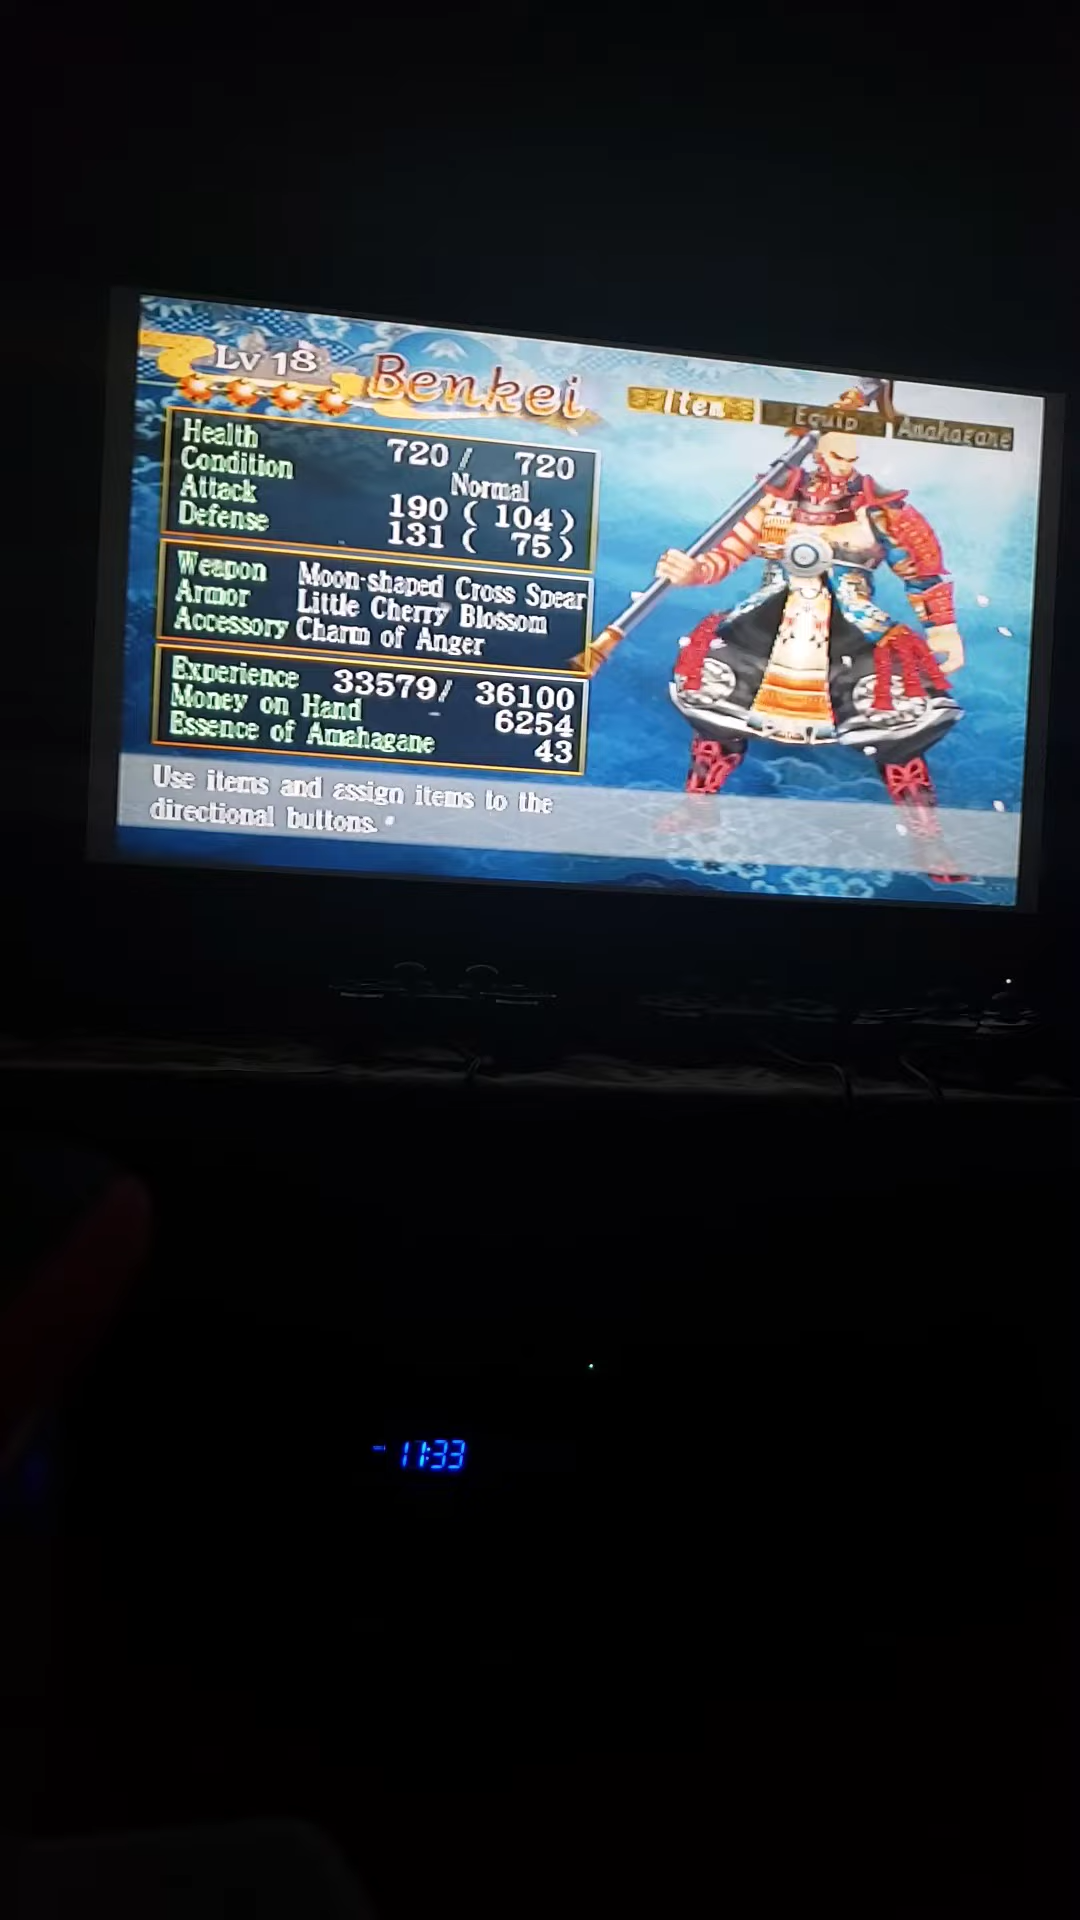 Lv 18 Benkei
Item Equip Amahagane
Health 720 / 720
Condition Normal
Attack 190 ( 104 )
Defense 131 ( 75 )
Weapon Moon-shaped Cross Spear
Armor Little Cherry Blossom
Accessory Charm of Anger
Experience 33579 / 36100
Money on Hand 6254
Essence of Amahagane 43
Use items and assign items to the
directional buttons.
11:33